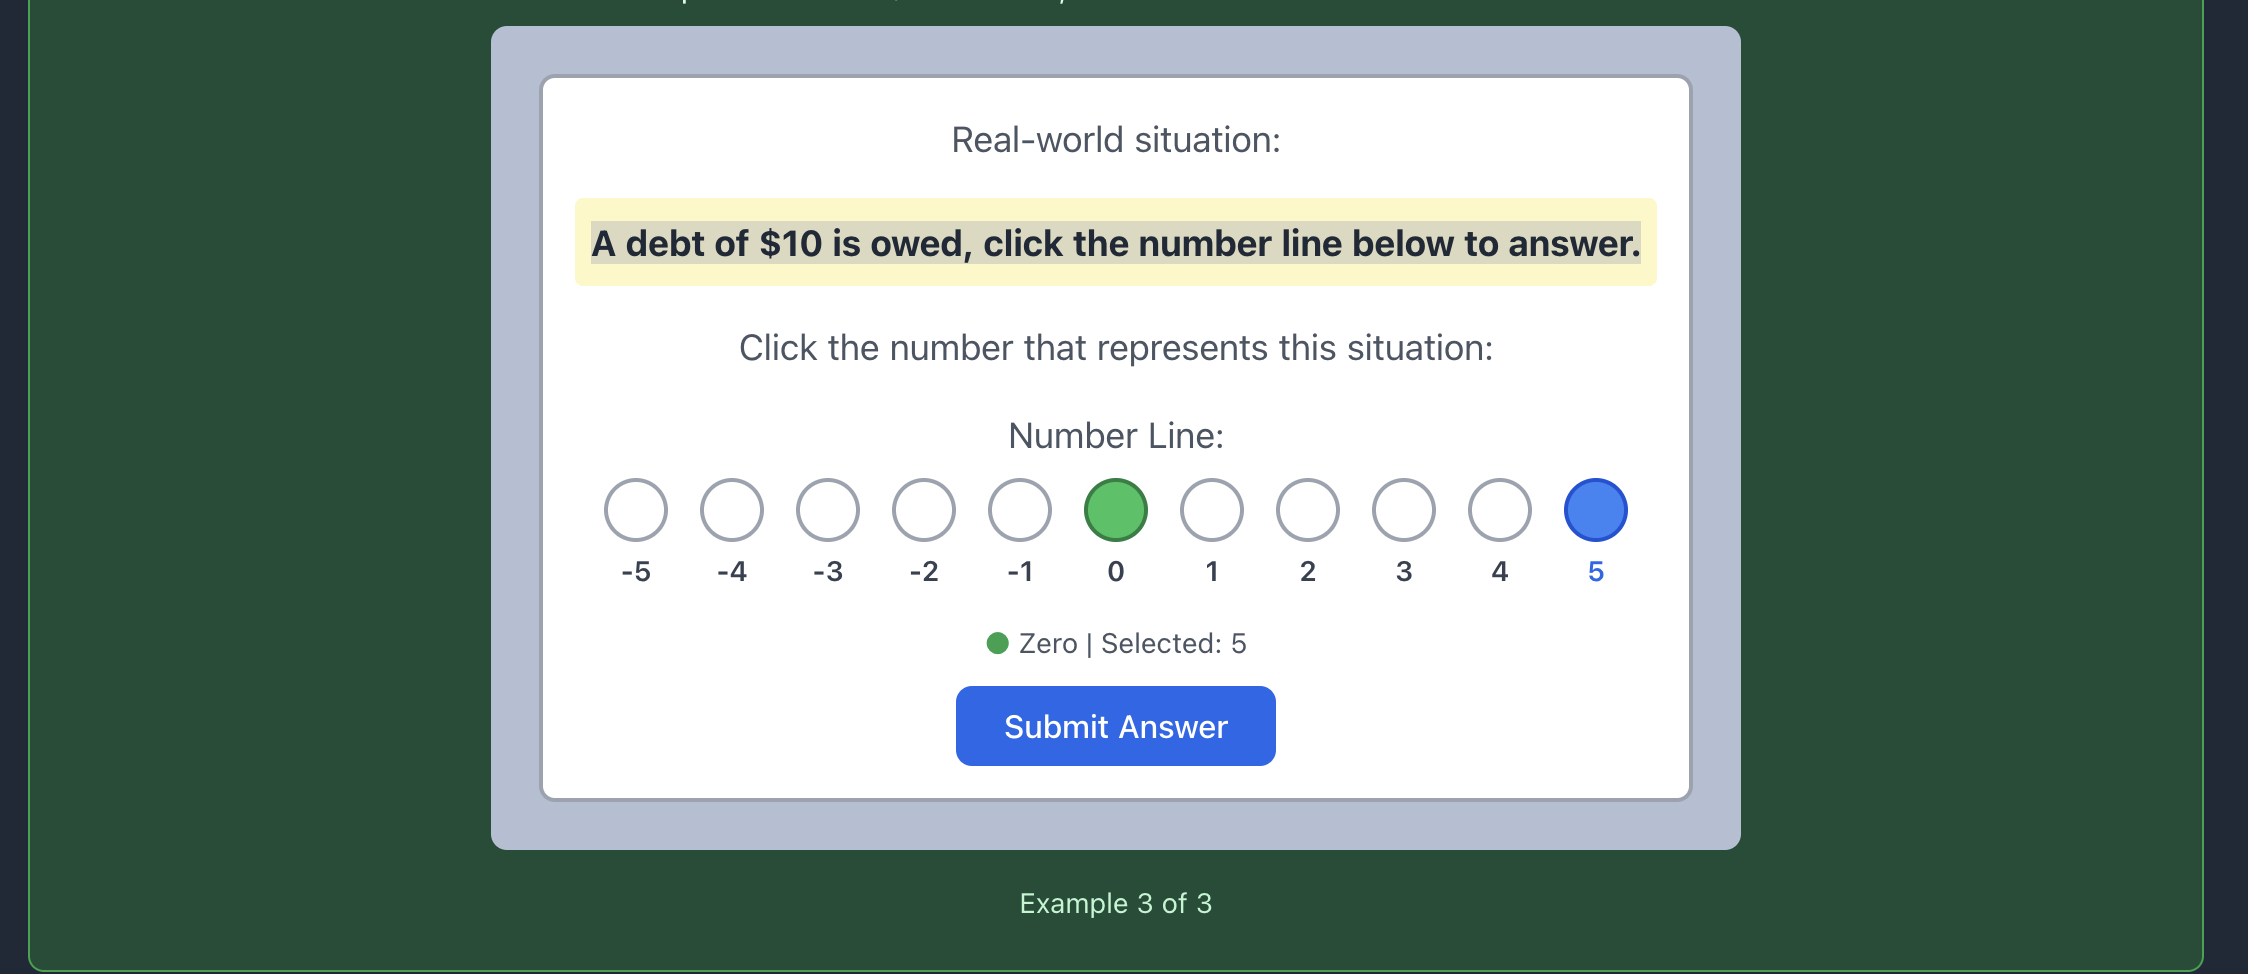 Real-world situation:
A debt of $10 is owed, click the number line below to answer.
Click the number that represents this situation:
Number Line:
-5 -4 -3 -2 -1 0 1 2 3 4 5
Zero | Selected: 5
Submit Answer
Example 3 of 3